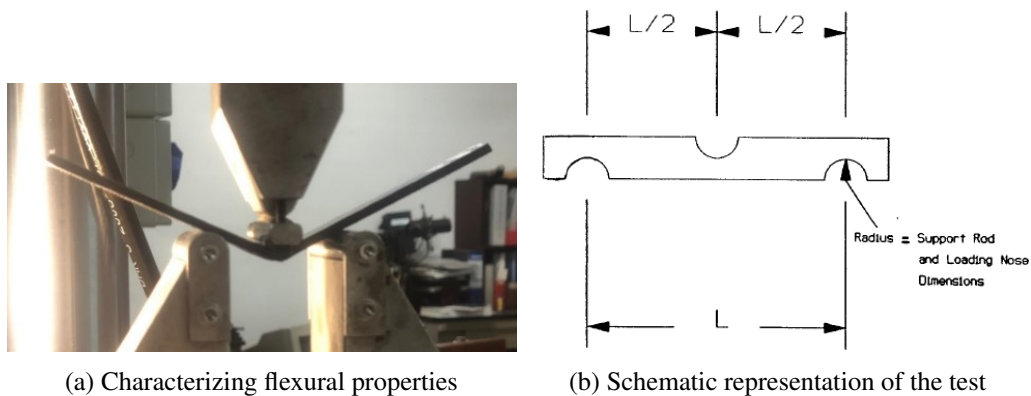 L/2
L/2
Radius = Support Rod
and Loading Nose
Dimensions
L
(a) Characterizing flexural properties
(b) Schematic representation of the test